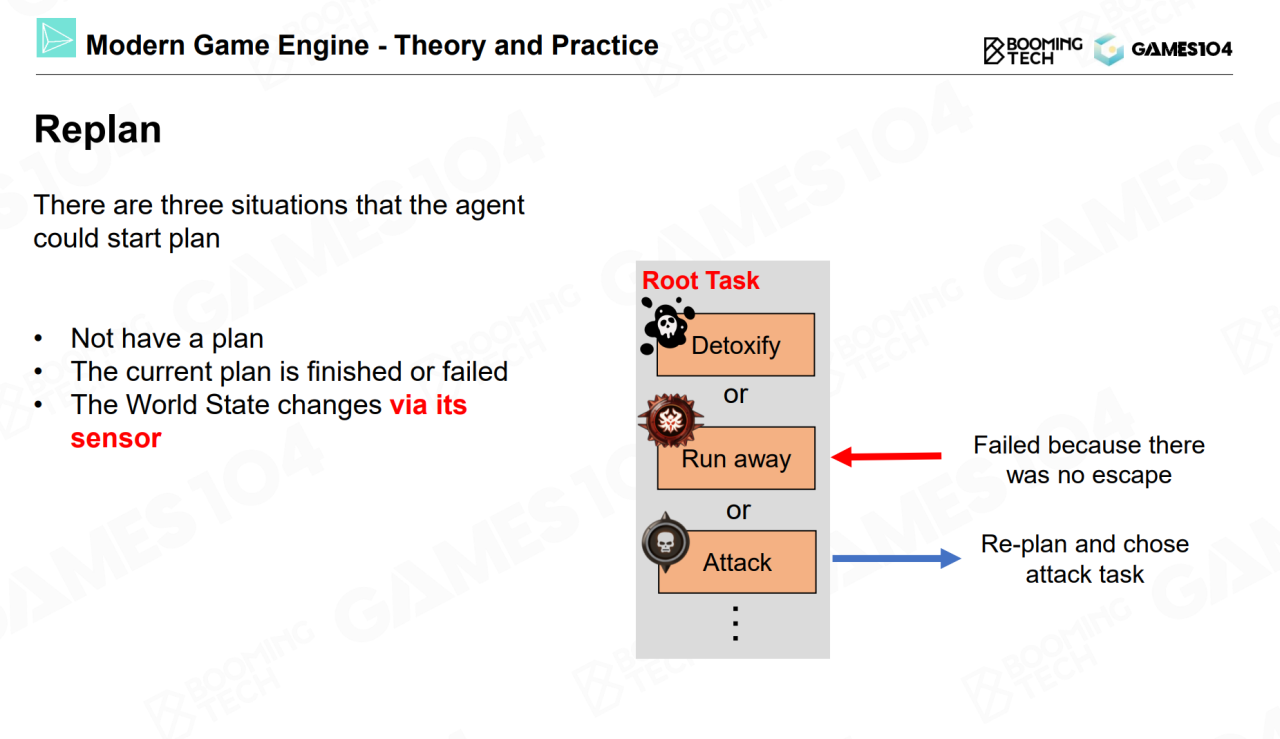 Modern Game Engine - Theory and Practice
BOOMING
TECH
GAMES104
Replan
There are three situations that the agent
could start plan
• Not have a plan
• The current plan is finished or failed
• The World State changes via its
sensor
Root Task
Detoxify
or
Run away
or
Attack
Failed because there
was no escape
Re-plan and chose
attack task